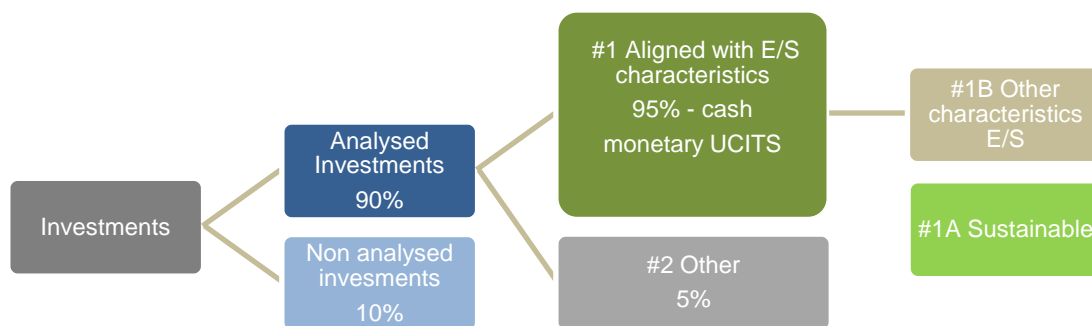 Investments
Analysed
Investments
90%
Non analysed
invesments
10%
#1 Aligned with E/S
characteristics
95% - cash
monetary UCITS
#2 Other
5%
#1B Other
characteristics
E/S
#1A Sustainable